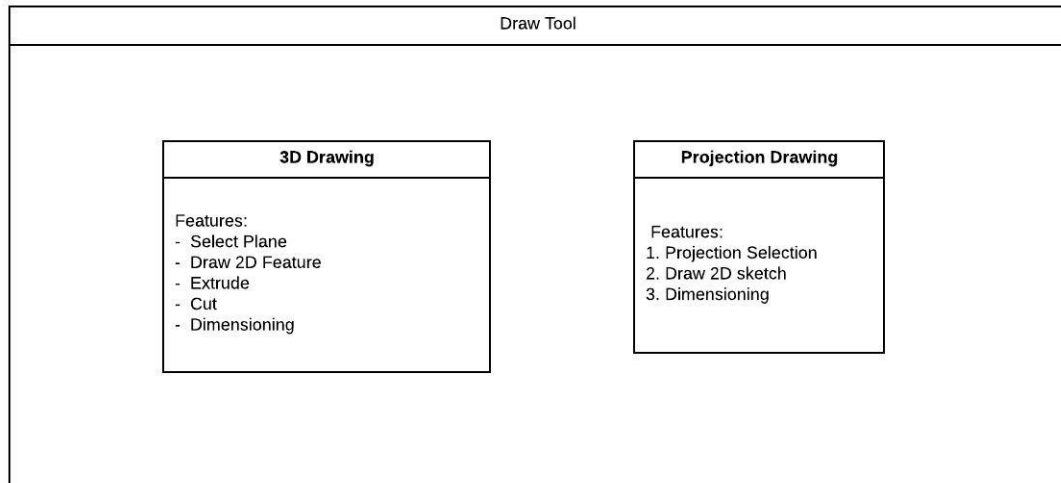 Draw Tool
3D Drawing
Features:
- Select Plane
- Draw 2D Feature
- Extrude
- Cut
- Dimensioning
Projection Drawing
Features:
1. Projection Selection
2. Draw 2D sketch
3. Dimensioning